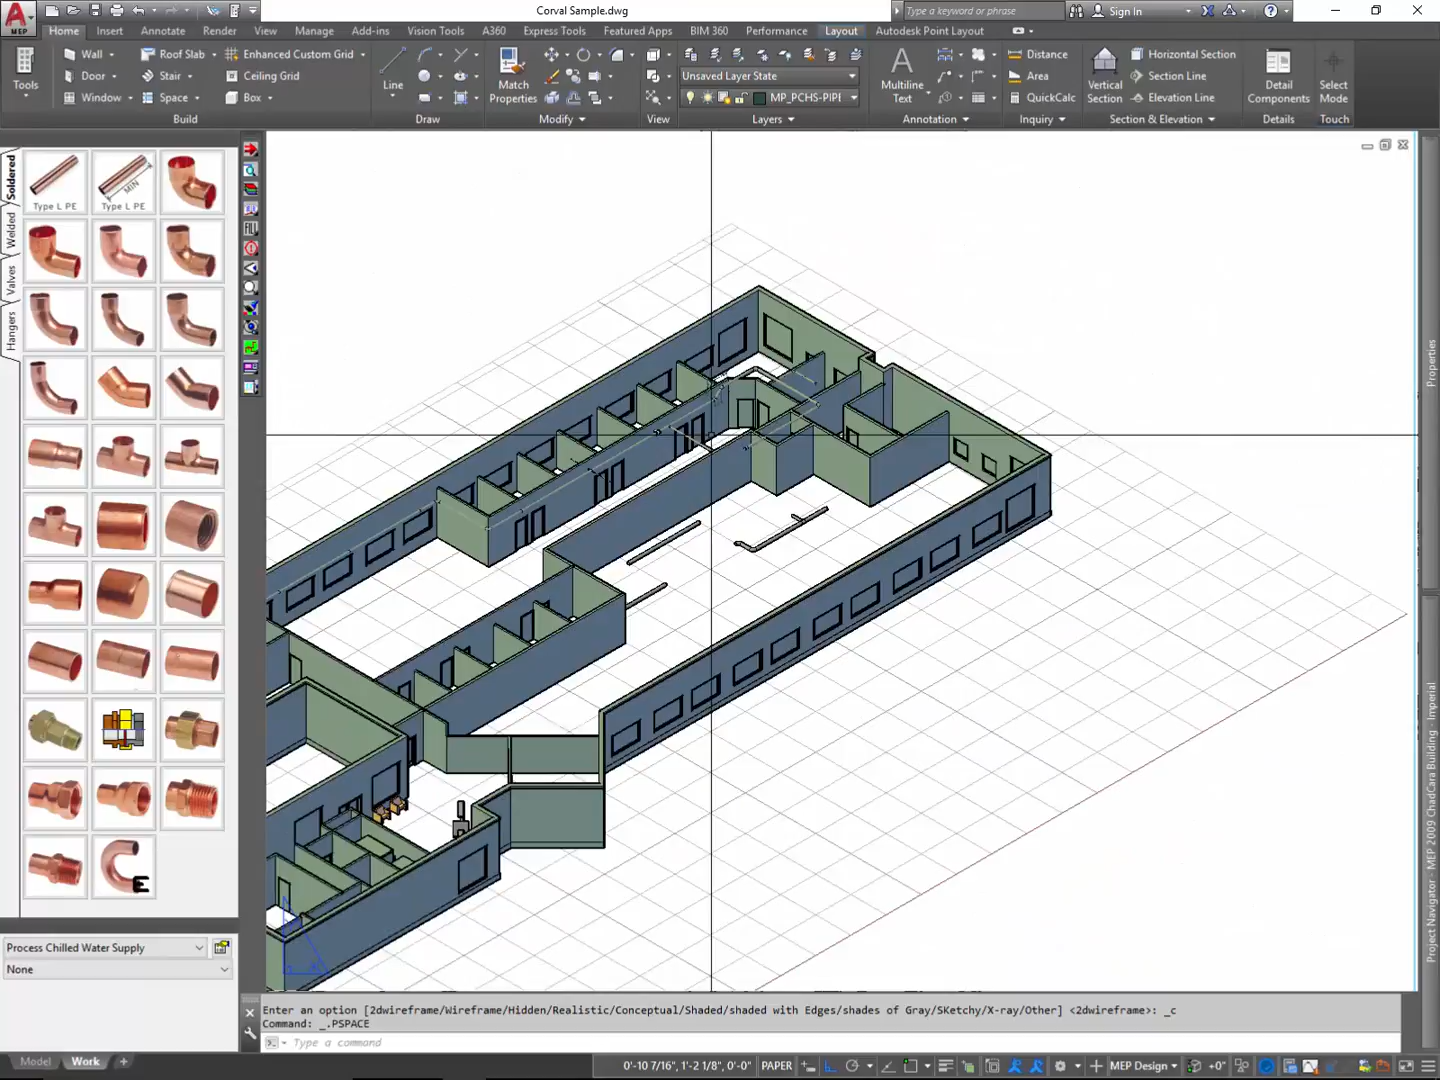 Corval Sample.dwg
Type a keyword or phrase
Sign In
MEP
Home Insert Annotate Render View Manage Add-ins Vision Tools A360 Express Tools Featured Apps BIM 360 Performance Layout Autodesk Point Layout
Tools
Wall
Door
Window
Roof Slab
Stair
Space
Enhanced Custom Grid
Ceiling Grid
Box
Build
Line
Draw
Match
Properties
Modify
View
Unsaved Layer State
MP_PCHS-PIPE
Layers
Multiline
Text
Annotation
Distance
Area
QuickCalc
Inquiry
Vertical
Section
Horizontal Section
Section Line
Elevation Line
Section & Elevation
Detail
Components
Details
Select
Mode
Touch
Soldered
Welded
Valves
Hangers
Type L PE
MIN
Type L PE
Properties
Project Navigator - MEP 2009 ChadCara Building - Imperial
Process Chilled Water Supply
None
Enter an option [2dwireframe/Wireframe/Hidden/Realistic/Conceptual/Shaded/shaded with Edges/shades of Gray/SKetchy/X-ray/Other] <2dwireframe>: _c
Command: _.PSPACE
Type a command
Model Work +
0'-10 7/16", 1'-2 1/8", 0'-0" PAPER
MEP Design
+0"